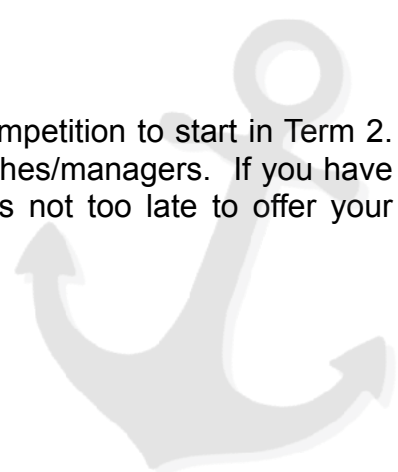 mpetition to start in Term 2.
hes/managers. If you have
s not too late to offer your